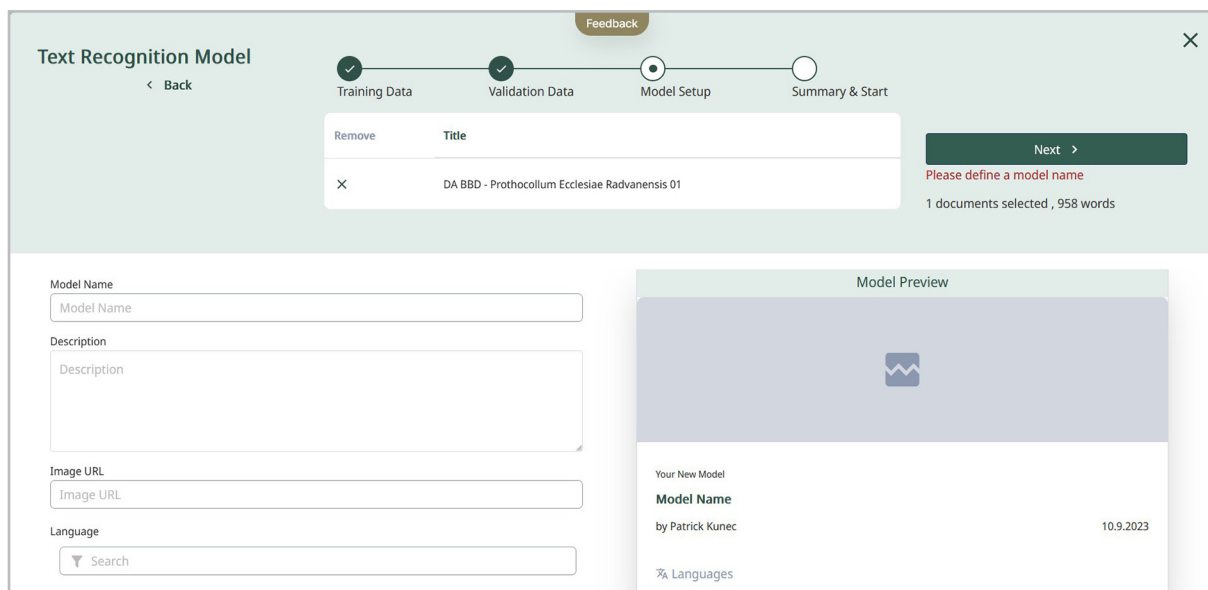 Feedback
Text Recognition Model
Back
Training Data
Validation Data
Model Setup
Summary & Start
Remove Title
DA BBD - Prothocollum Ecclesiae Radvanensis 01
Next
Please define a model name
1 documents selected , 958 words
Model Name
Model Name
Description
Description
Image URL
Image URL
Language
Search
Model Preview
Your New Model
Model Name
by Patrick Kunec 10.9.2023
Languages